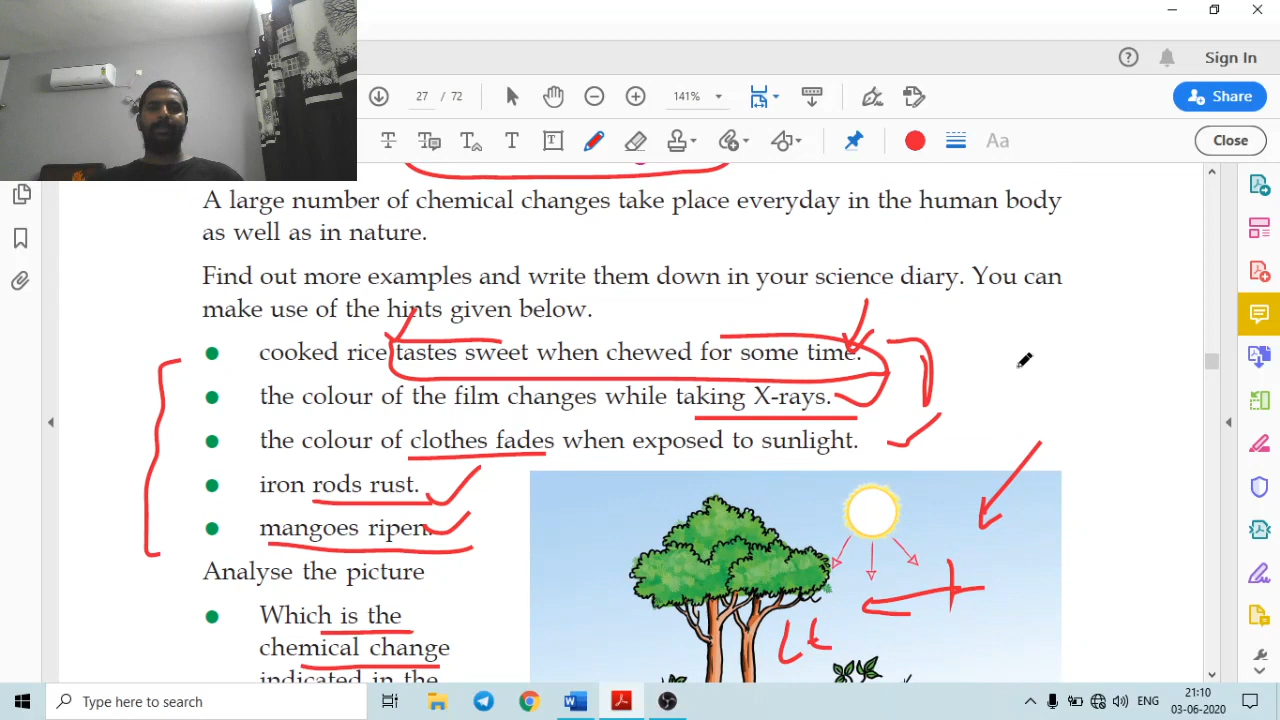 Sign In
27 / 72
141%
Share
Aa
Close
A large number of chemical changes take place everyday in the human body
as well as in nature.
Find out more examples and write them down in your science diary. You can
make use of the hints given below.
cooked rice tastes sweet when chewed for some time.
the colour of the film changes while taking X-rays.
the colour of clothes fades when exposed to sunlight.
iron rods rust.
mangoes ripen.
Analyse the picture
Which is the
chemical change
indicated in the
Type here to search
ENG
21:10
03-06-2020